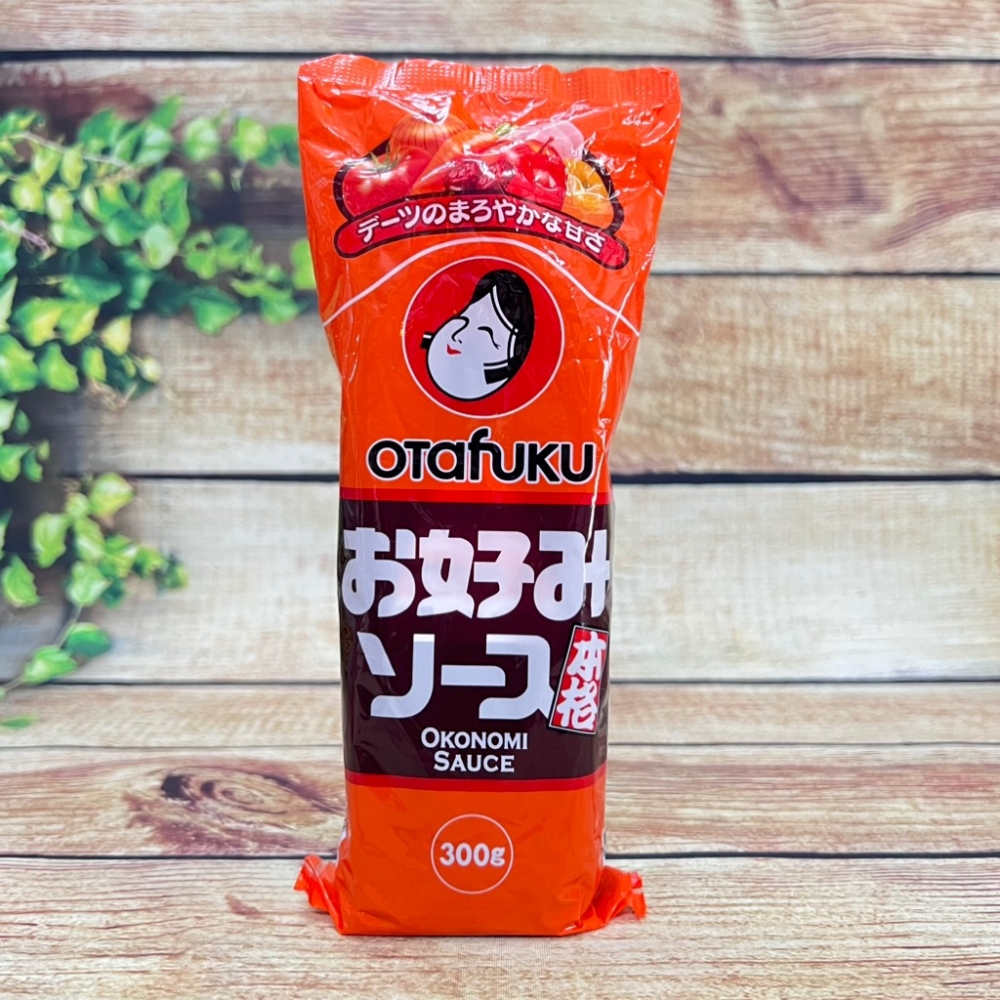 デーツのまろやかな甘さ
OTAFUKU
お好み
ソース
本格
OKONOMI
SAUCE
300g